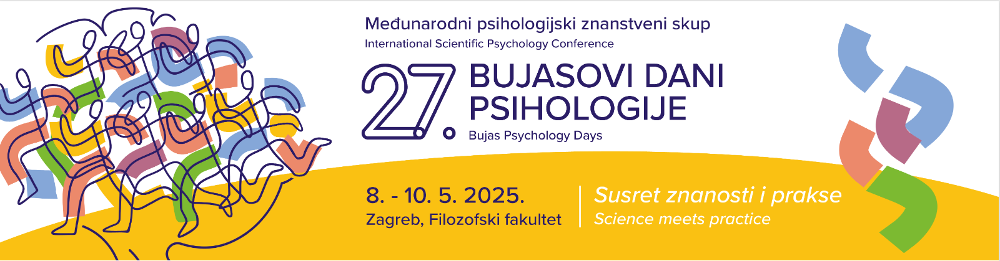 Međunarodni psihologijski znanstveni skup
International Scientific Psychology Conference
27. BUJASOVI DANI
PSIHOLOGIJE
Bujas Psychology Days
8. - 10. 5. 2025.
Zagreb, Filozofski fakultet
Susret znanosti i prakse
Science meets practice